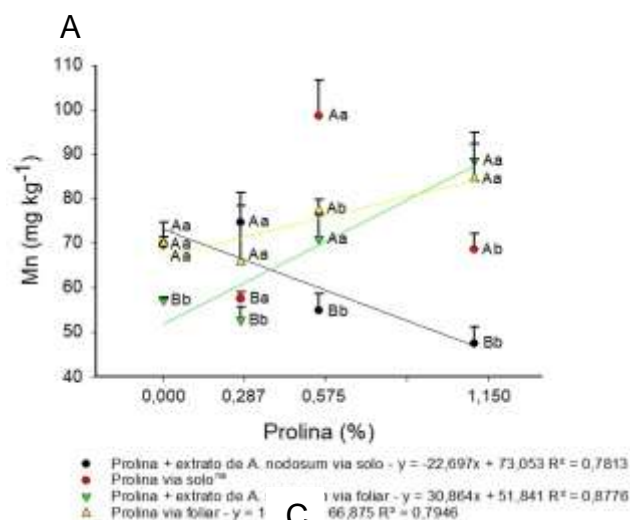 A
110
100
90
80
70
60
50
40
Mn (mg kg-1)
Aa
Aa
Aa
Bb
Aa
Aa
Ba
Bb
Aa
Ab
Aa
Bb
Aa
Aa
Ab
Bb
0,000 0,287 0,575 1,150
Prolina (%)
Prolina + extrato de A. nodosum via solo - y = -22,697x + 73,053 R² = 0,7813
Prolina via solo ns
Prolina + extrato de A. via foliar - y = 30,864x + 51,841 R² = 0,8776
Prolina via foliar - y = 1 66,875 R² = 0,7946
C